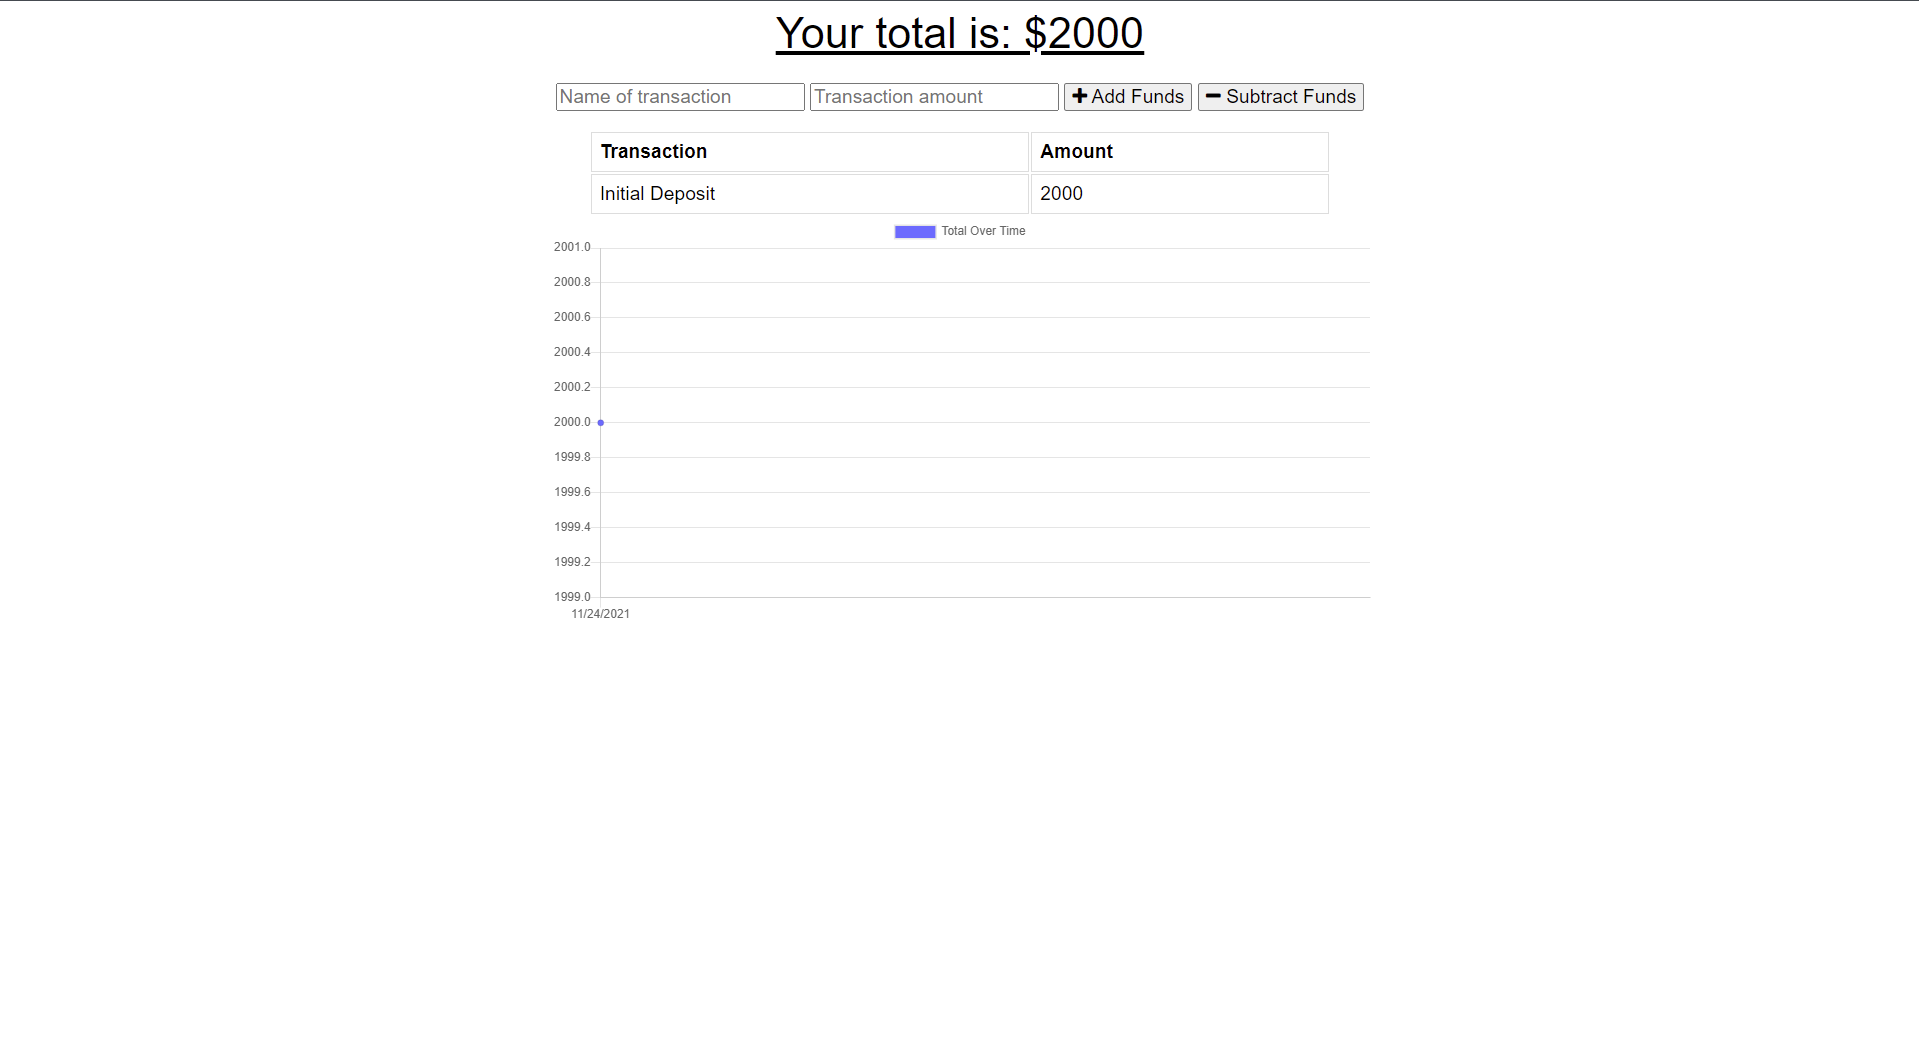 Your total is: $2000
Name of transaction Transaction amount Add Funds Subtract Funds
Transaction Amount
Initial Deposit 2000
Total Over Time
2001.0
2000.8
2000.6
2000.4
2000.2
2000.0
1999.8
1999.6
1999.4
1999.2
1999.0
11/24/2021